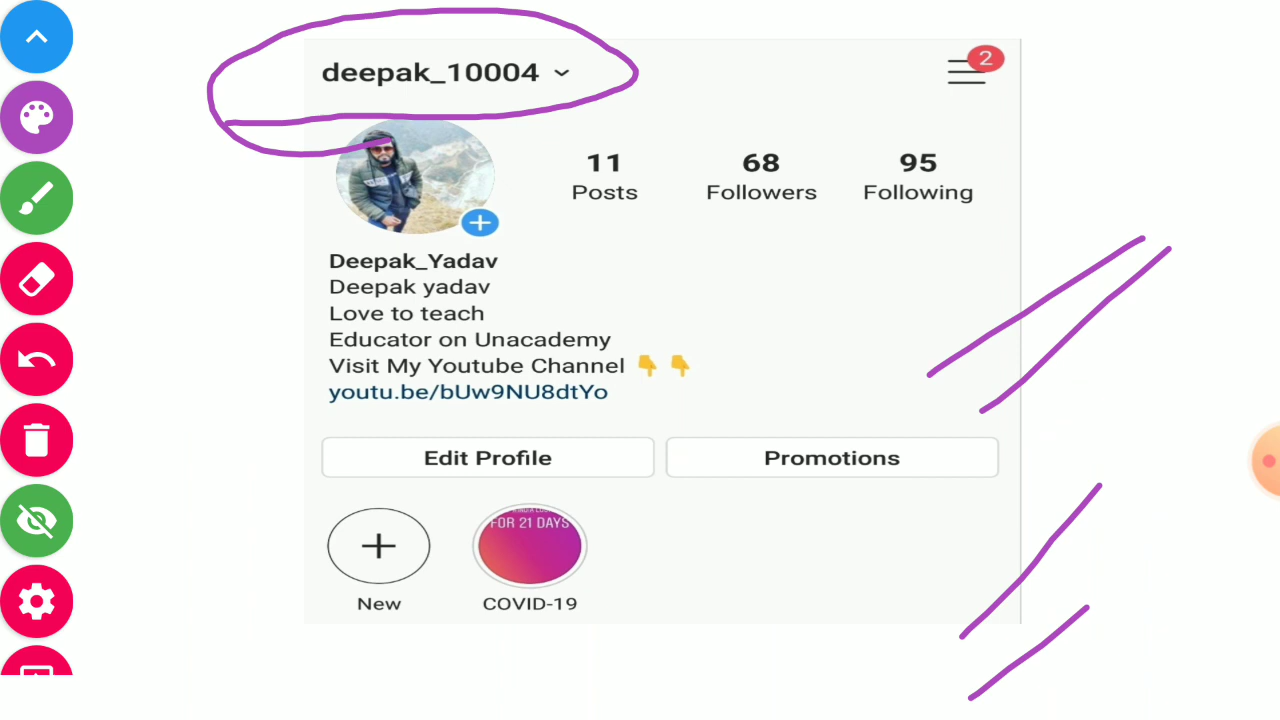 deepak_10004
2
11 68 95
Posts Followers Following
Deepak_Yadav
Deepak yadav
Love to teach
Educator on Unacademy
Visit My Youtube Channel 👇 👇
youtu.be/bUw9NU8dtYo
Edit Profile Promotions
FOR 21 DAYS
New COVID-19